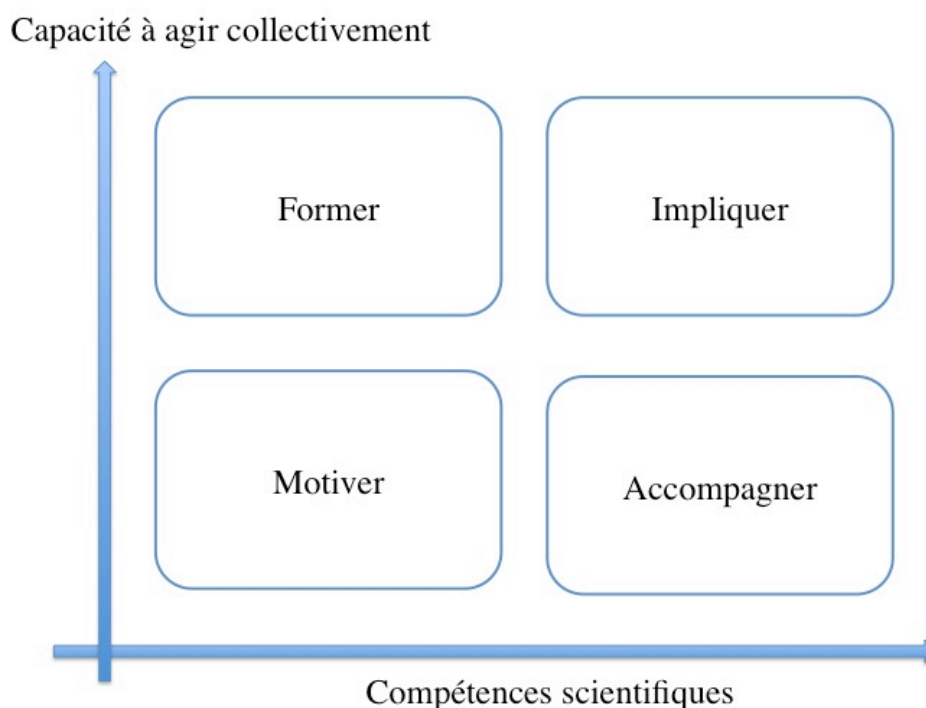 Capacité à agir collectivement
Former
Impliquer
Motiver
Accompagner
Compétences scientifiques